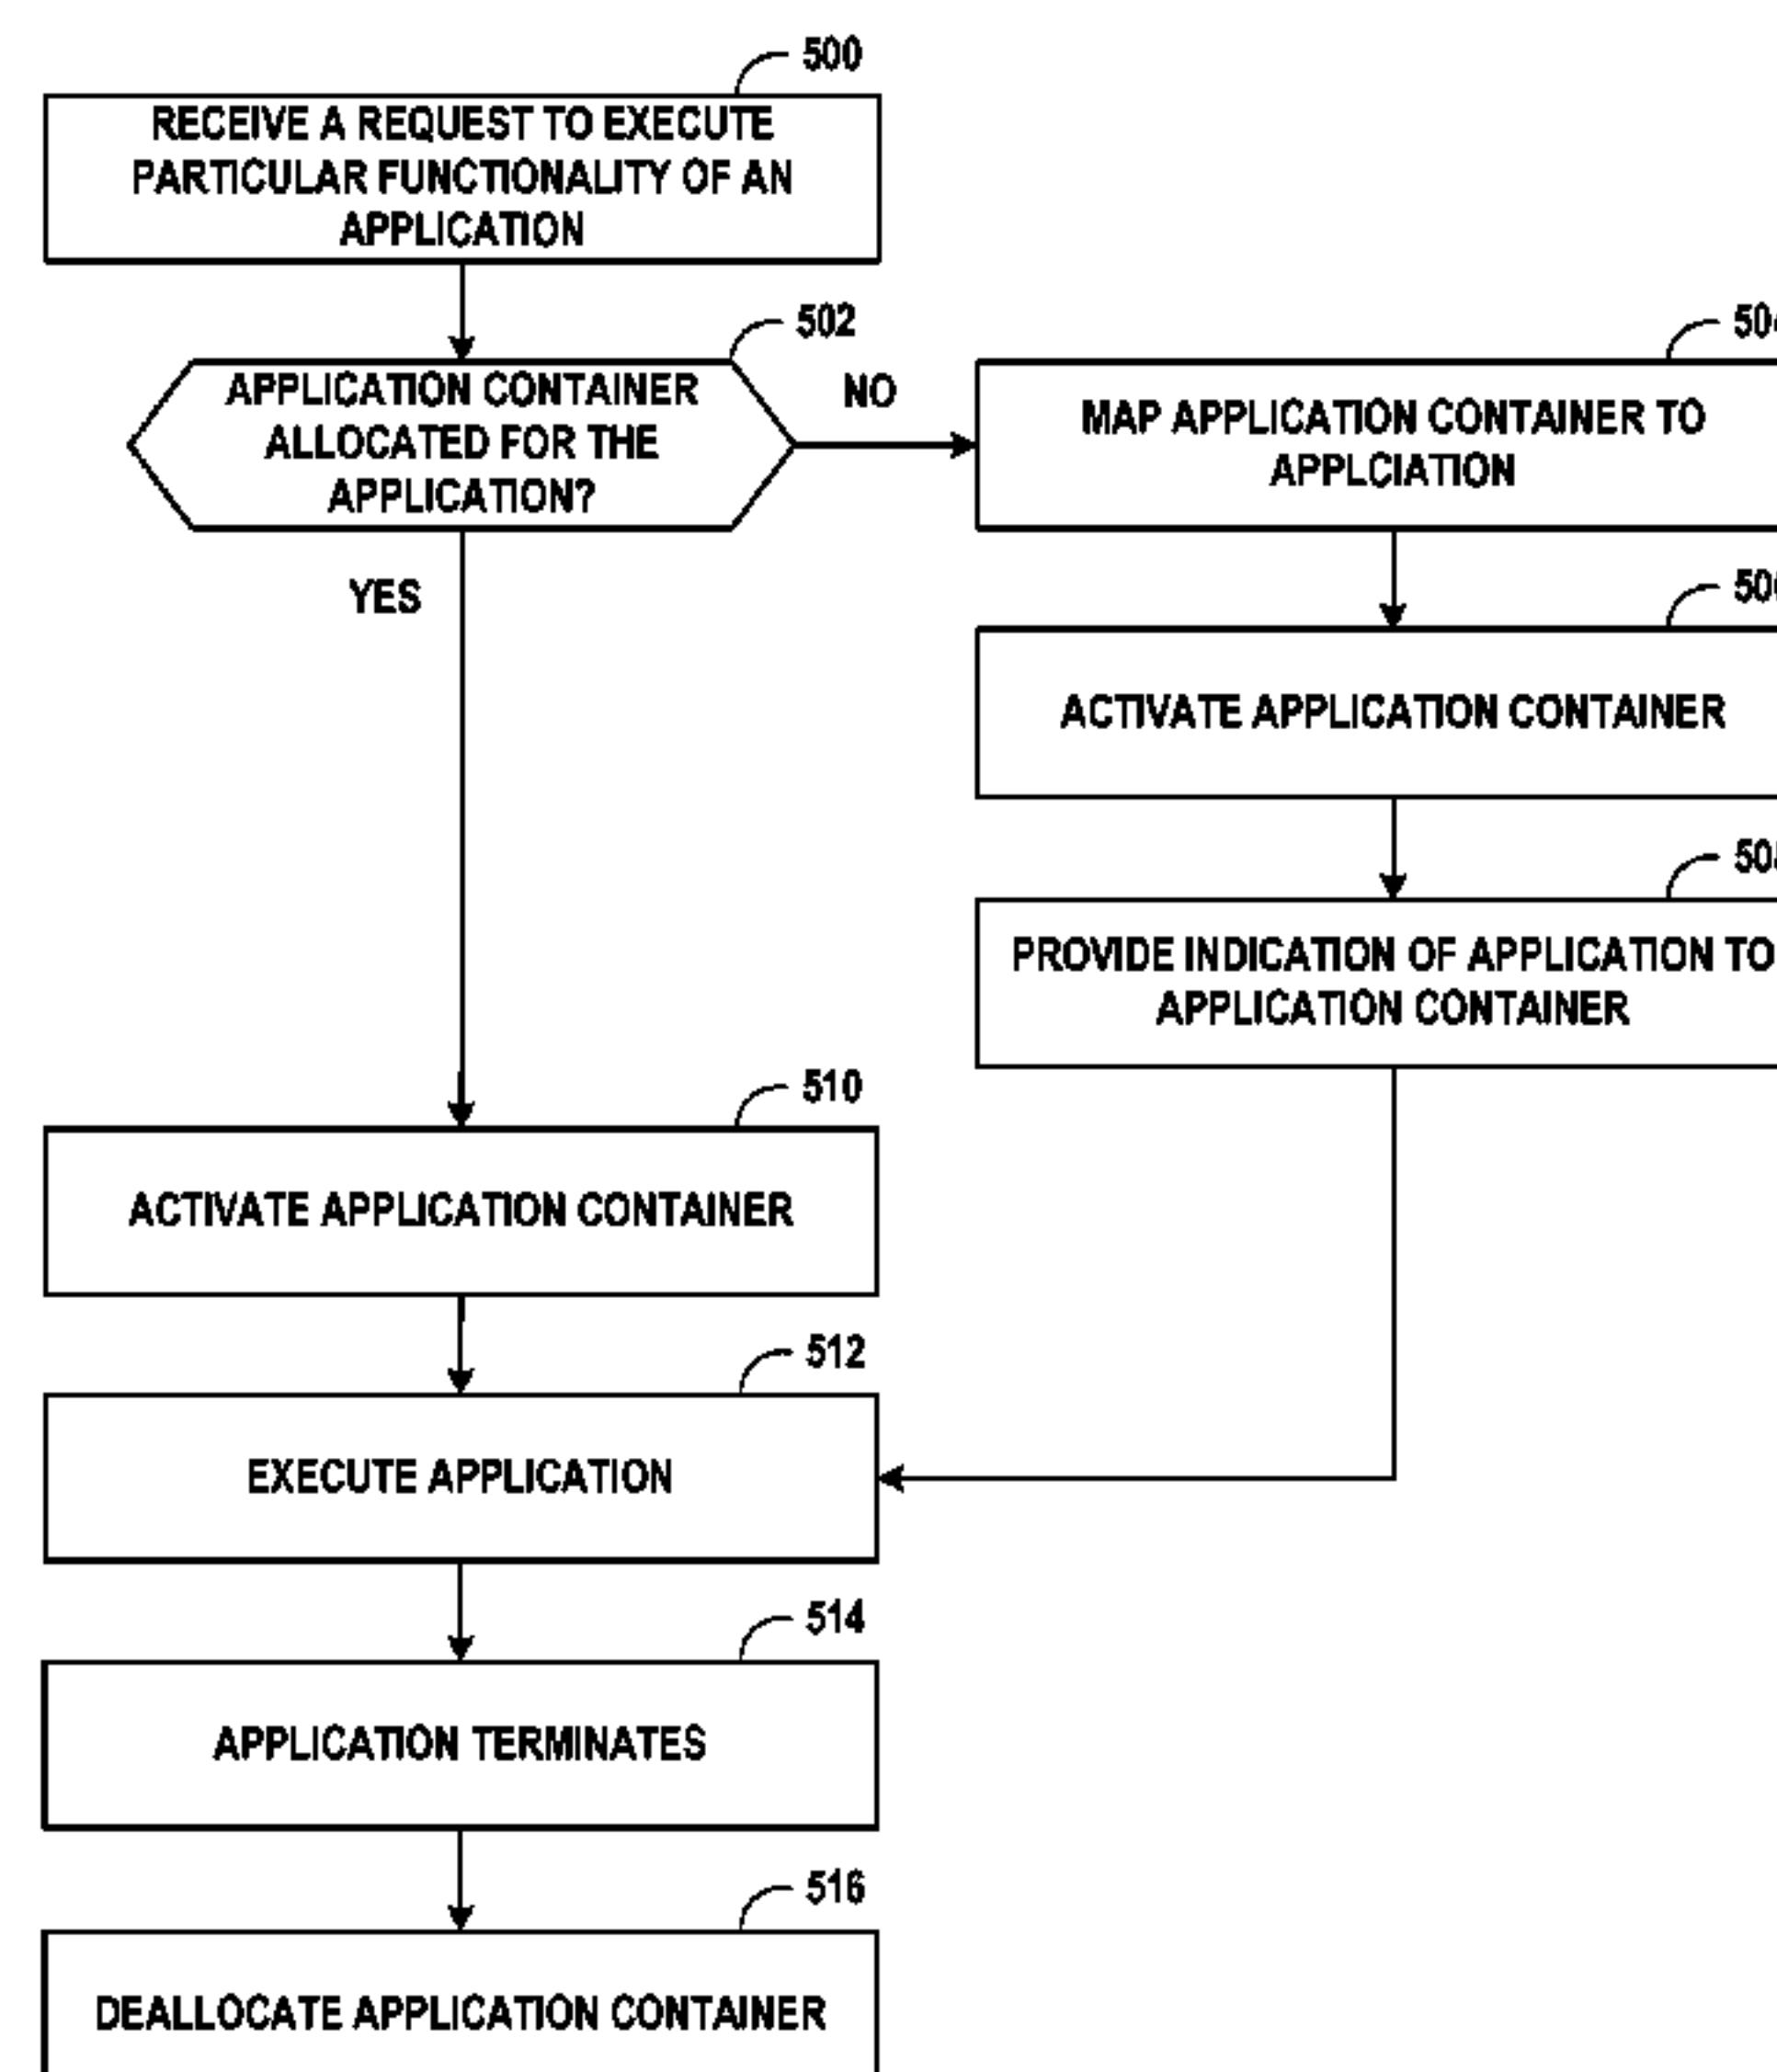 500
RECEIVE A REQUEST TO EXECUTE
PARTICULAR FUNCTIONALITY OF AN
APPLICATION
502
APPLICATION CONTAINER
ALLOCATED FOR THE
APPLICATION?
NO
YES
MAP APPLICATION CONTAINER TO
APPLCIATION
ACTIVATE APPLICATION CONTAINER
PROVIDE INDICATION OF APPLICATION TO
APPLICATION CONTAINER
510
ACTIVATE APPLICATION CONTAINER
512
EXECUTE APPLICATION
514
APPLICATION TERMINATES
516
DEALLOCATE APPLICATION CONTAINER